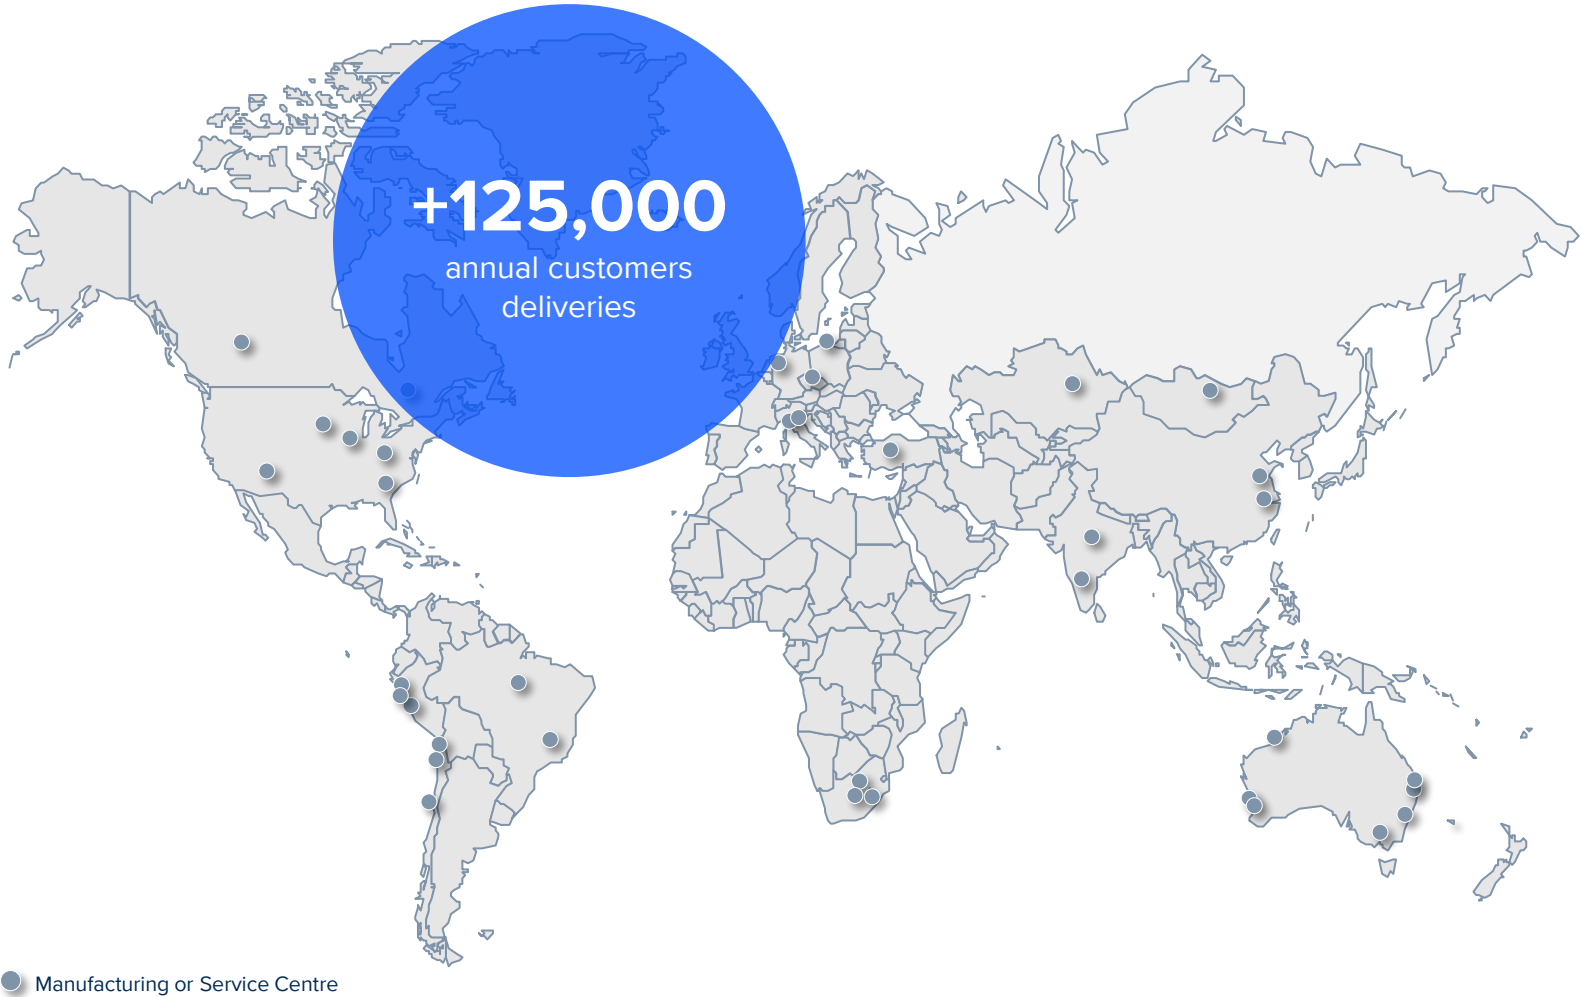 +125,000
annual customers
deliveries
Manufacturing or Service Centre